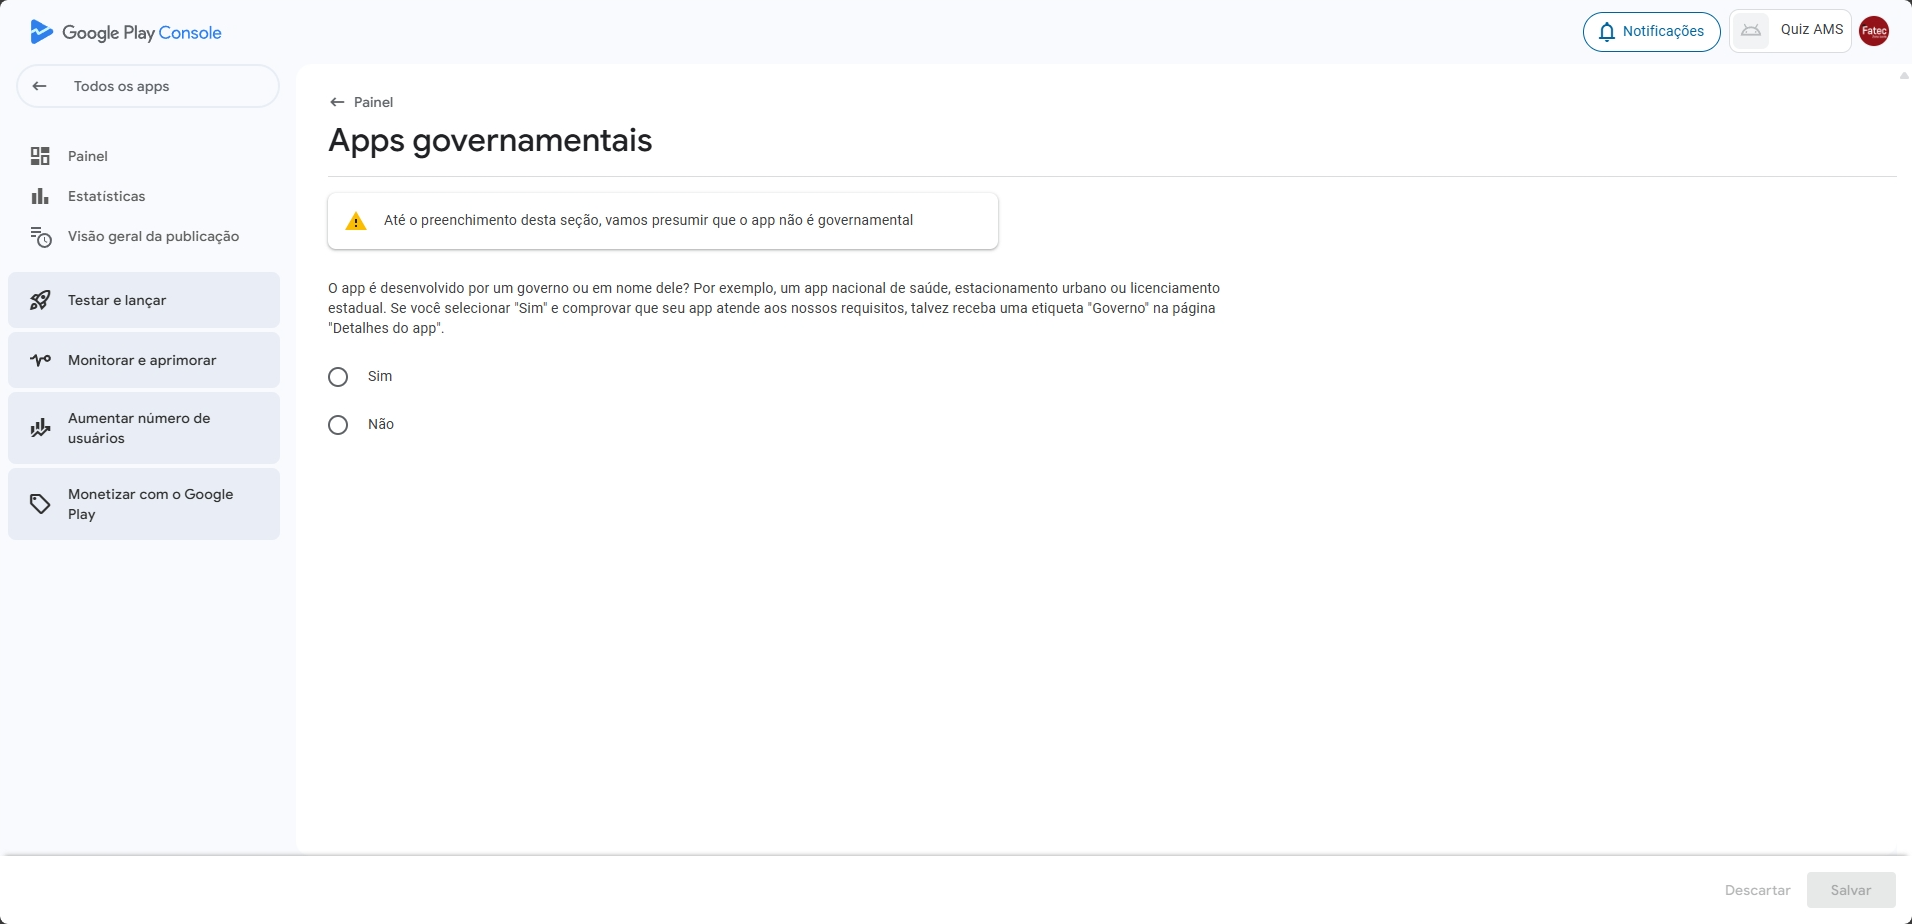 Google Play Console
Notificações
Quiz AMS
Fatec
Todos os apps
Painel
Estatísticas
Visão geral da publicação
Testar e lançar
Monitorar e aprimorar
Aumentar número de
usuários
Monetizar com o Google
Play
Painel
Apps governamentais
Até o preenchimento desta seção, vamos presumir que o app não é governamental
O app é desenvolvido por um governo ou em nome dele? Por exemplo, um app nacional de saúde, estacionamento urbano ou licenciamento
estadual. Se você selecionar "Sim" e comprovar que seu app atende aos nossos requisitos, talvez receba uma etiqueta "Governo" na página
"Detalhes do app".
Sim
Não
Descartar
Salvar